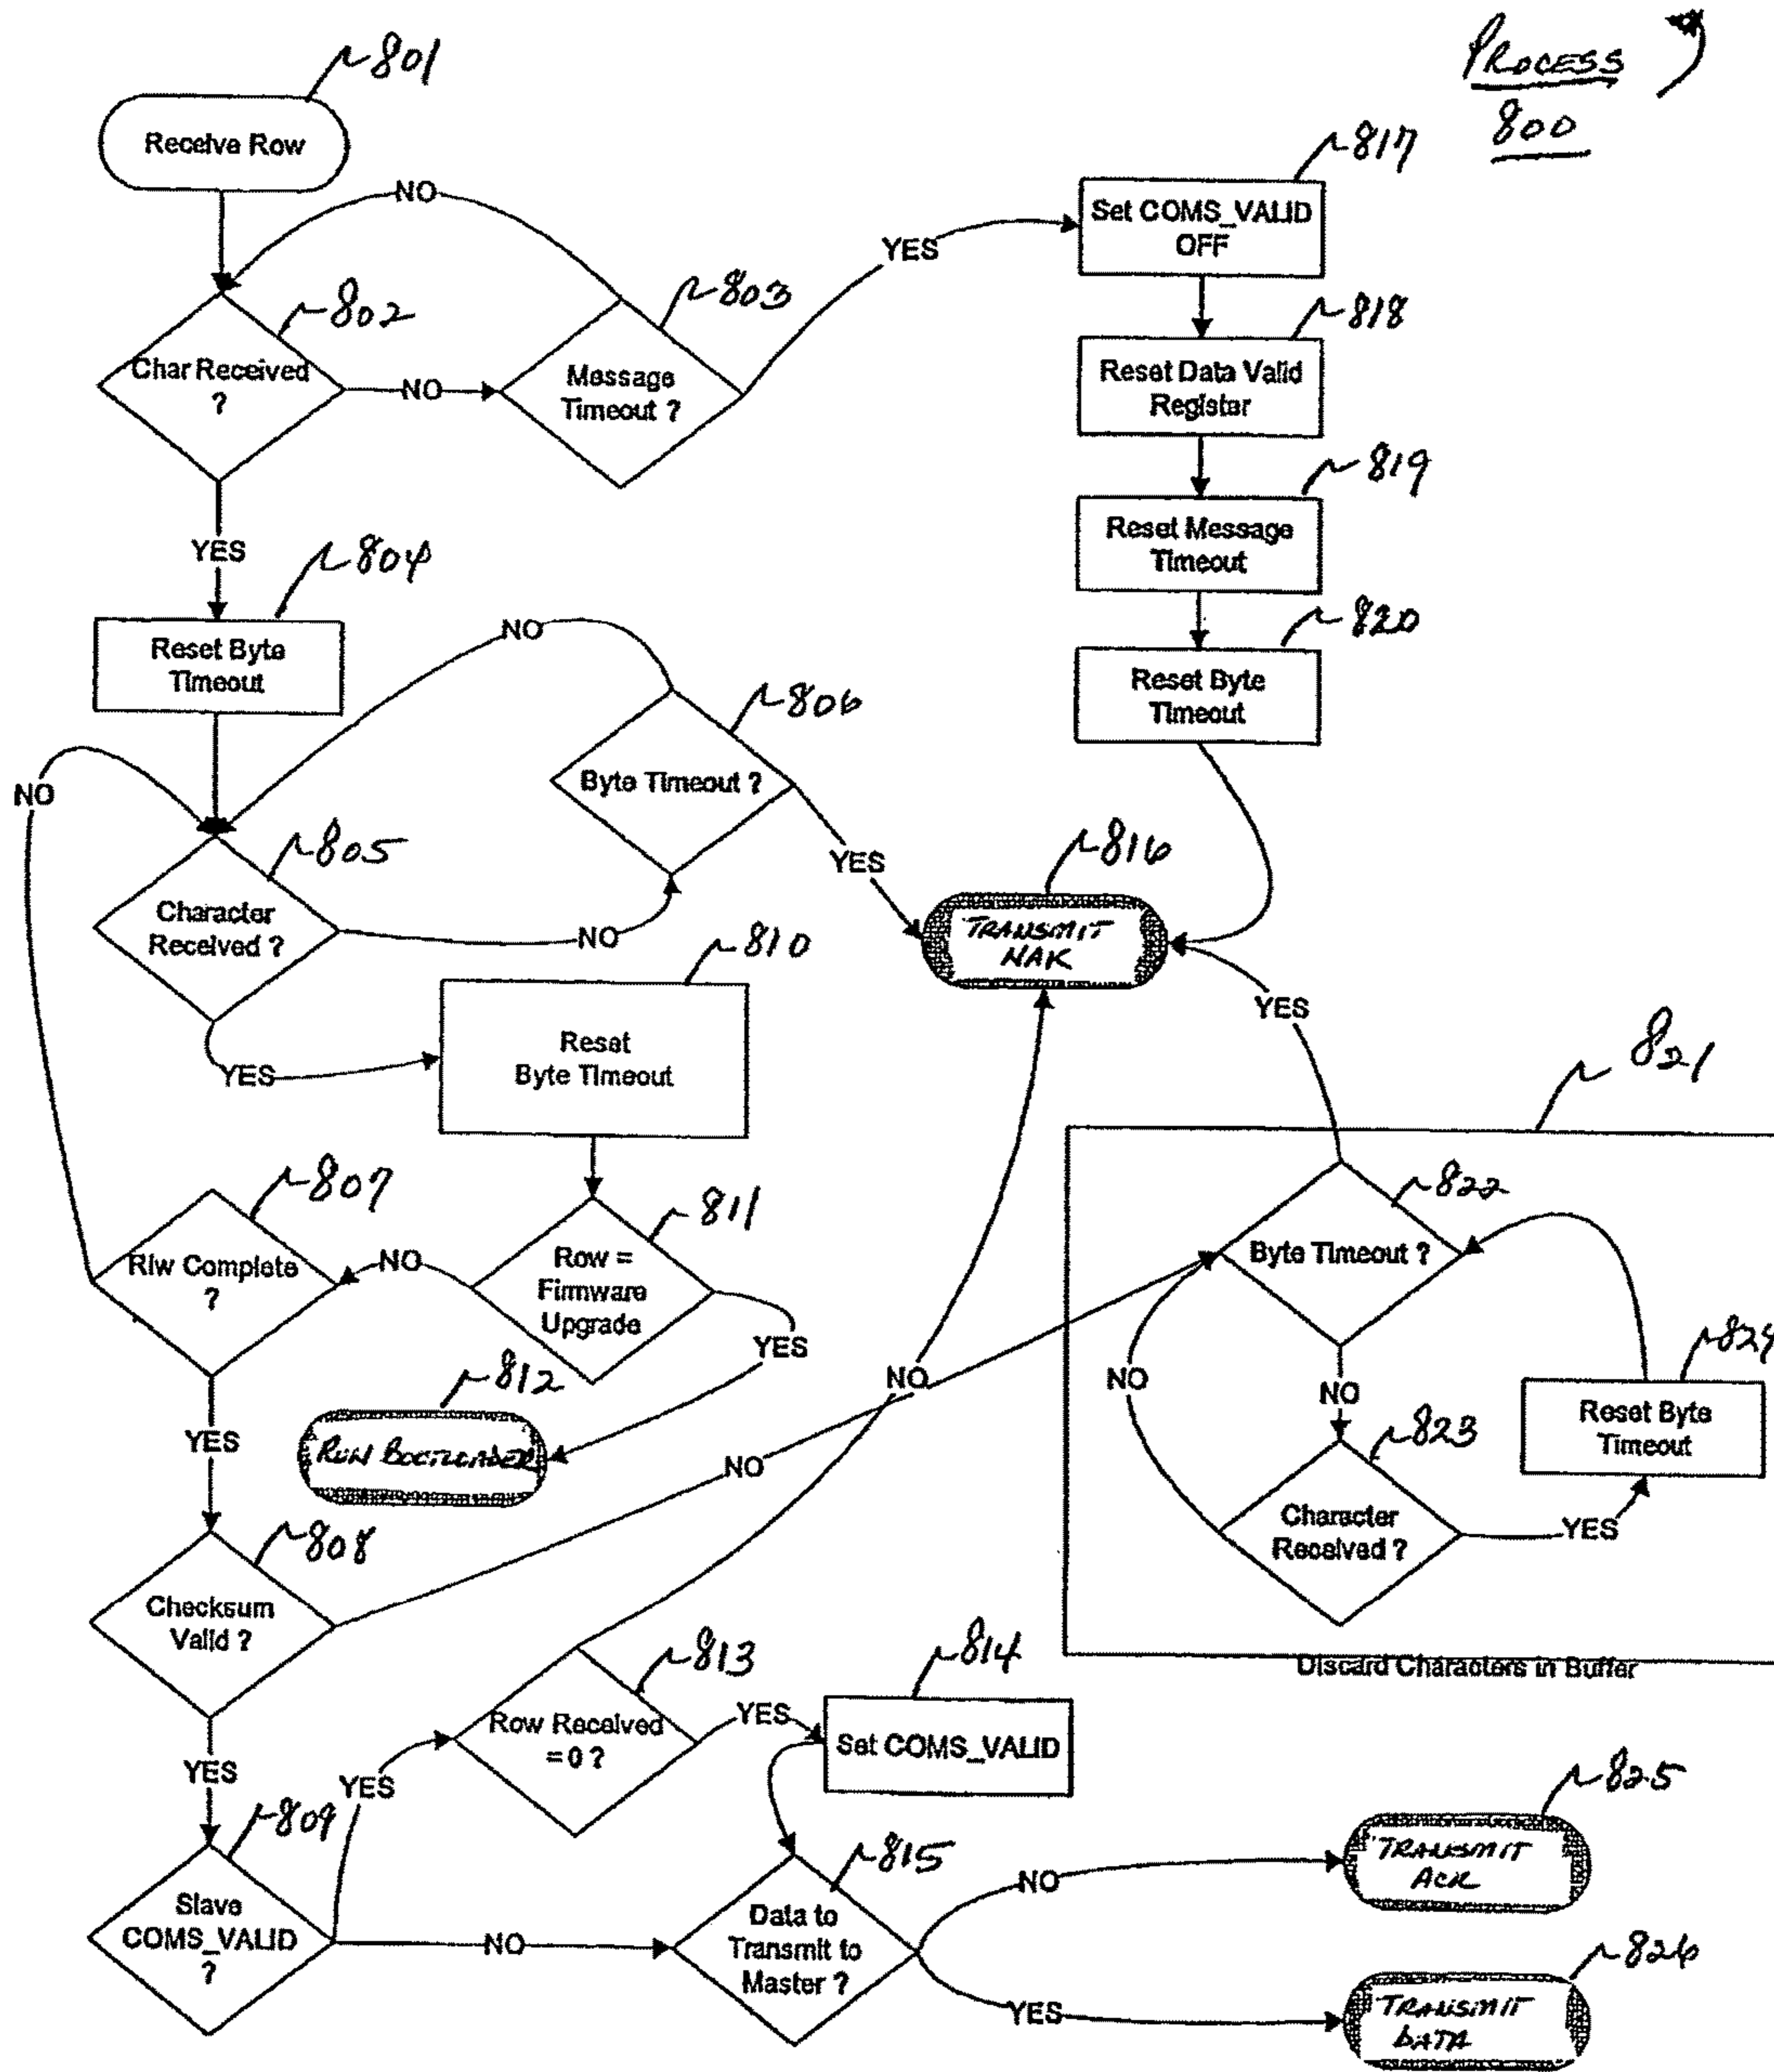 PROCESS
800
~801
Receive Row
NO
~817
Set COMS_VALID
OFF
YES
~802
~803
Char Received
?
NO
Message
Timeout ?
~818
Reset Data Valid
Register
~819
Reset Message
Timeout
YES
~804
Reset Byte
Timeout
NO
~820
Reset Byte
Timeout
~806
Byte Timeout ?
NO
YES
~805
Character
Received ?
NO
~816
TRANSMIT
NAK
~810
Reset
Byte Timeout
YES
YES
~821
~807
Rlw Complete
?
NO
~811
Row =
Firmware
Upgrade
YES
~822
Byte Timeout ?
NO
NO
~824
Reset Byte
Timeout
~823
Character
Received ?
YES
Discard Characters in Buffer
~812
RUN BOOTLOADER
YES
NO
NO
~808
Checksum
Valid ?
~813
Row Received
= 0 ?
YES
~814
Set COMS_VALID
YES
YES
~809
Slave
COMS_VALID
?
NO
~815
Data to
Transmit to
Master ?
NO
~825
TRANSMIT
ACK
YES
~826
TRANSMIT
DATA